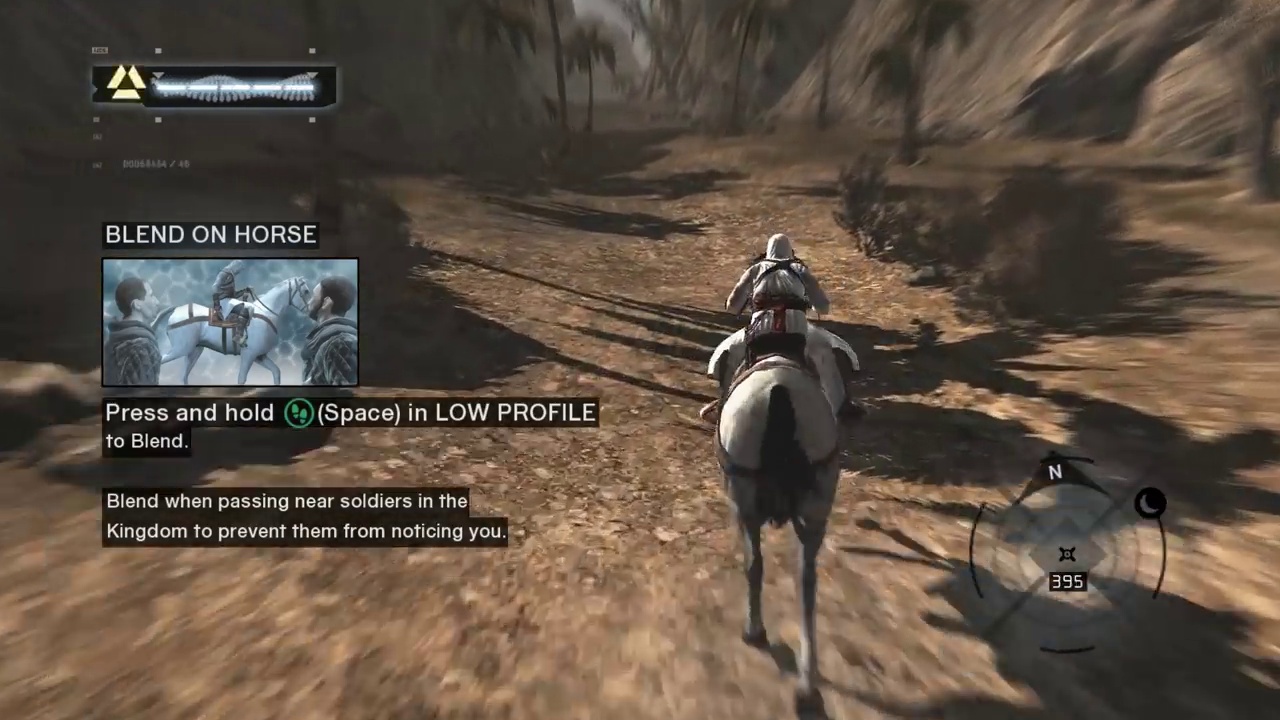 BLEND ON HORSE
Press and hold (Space) in LOW PROFILE
to Blend.
Blend when passing near soldiers in the
Kingdom to prevent them from noticing you.
N
395